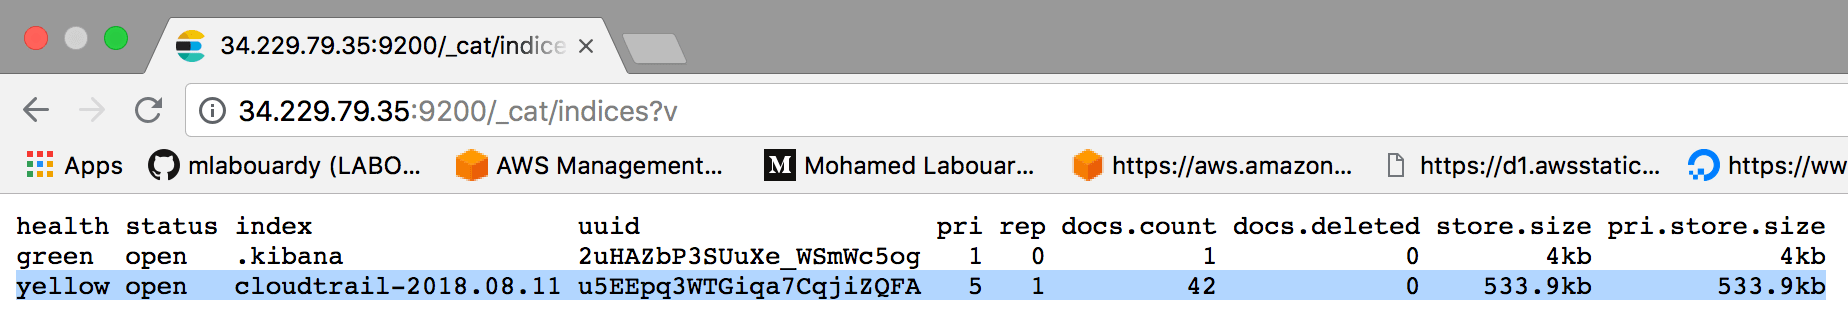 34.229.79.35:9200/_cat/indice
34.229.79.35:9200/_cat/indices?v
Apps mlabouardy (LABO... AWS Management... M Mohamed Labouar... https://aws.amazon... https://d1.awsstatic... https://ww
health status index uuid pri rep docs.count docs.deleted store.size pri.store.size
green open .kibana 2uHAZbP3SUuXe_WSmWc5og 1 0 1 0 4kb 4kb
yellow open cloudtrail-2018.08.11 u5EEpq3WTGiqa7CqjiZQFA 5 1 42 0 533.9kb 533.9kb